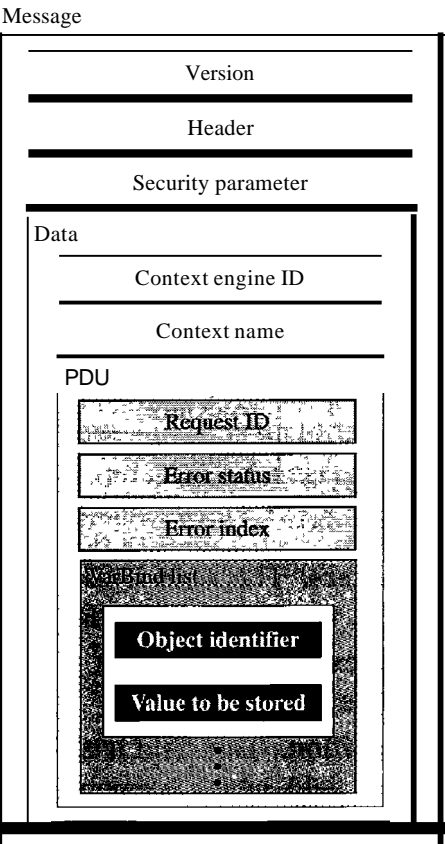 Message
Version
Header
Security parameter
Data
Context engine ID
Context name
PDU
Request ID
Error status
Error index
VarBind list
Object identifier
Value to be stored